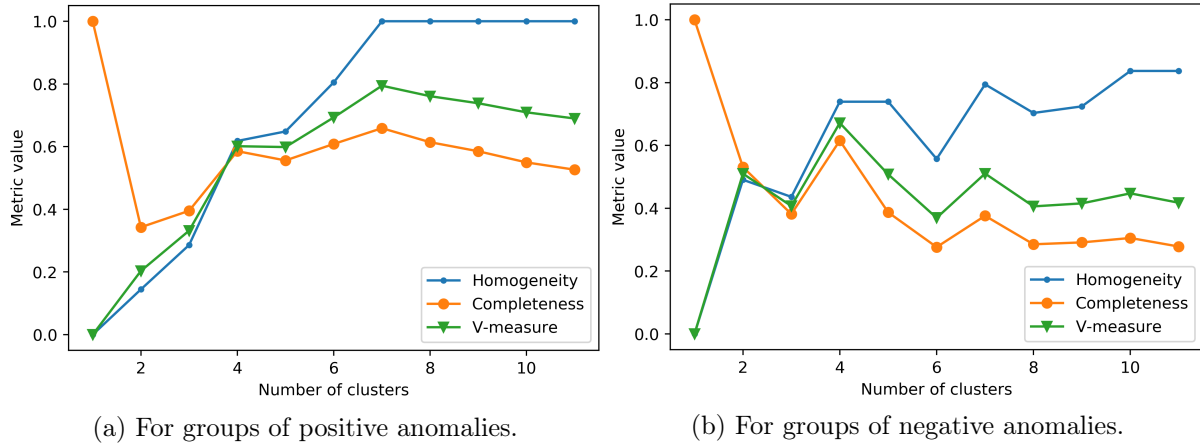 1.0
0.8
0.6
0.4
0.2
0.0
Metric value
2
4
6
8
10
Number of clusters
Homogeneity
Completeness
V-measure
(a) For groups of positive anomalies.
1.0
0.8
0.6
0.4
0.2
0.0
Metric value
2
4
6
8
10
Number of clusters
Homogeneity
Completeness
V-measure
(b) For groups of negative anomalies.